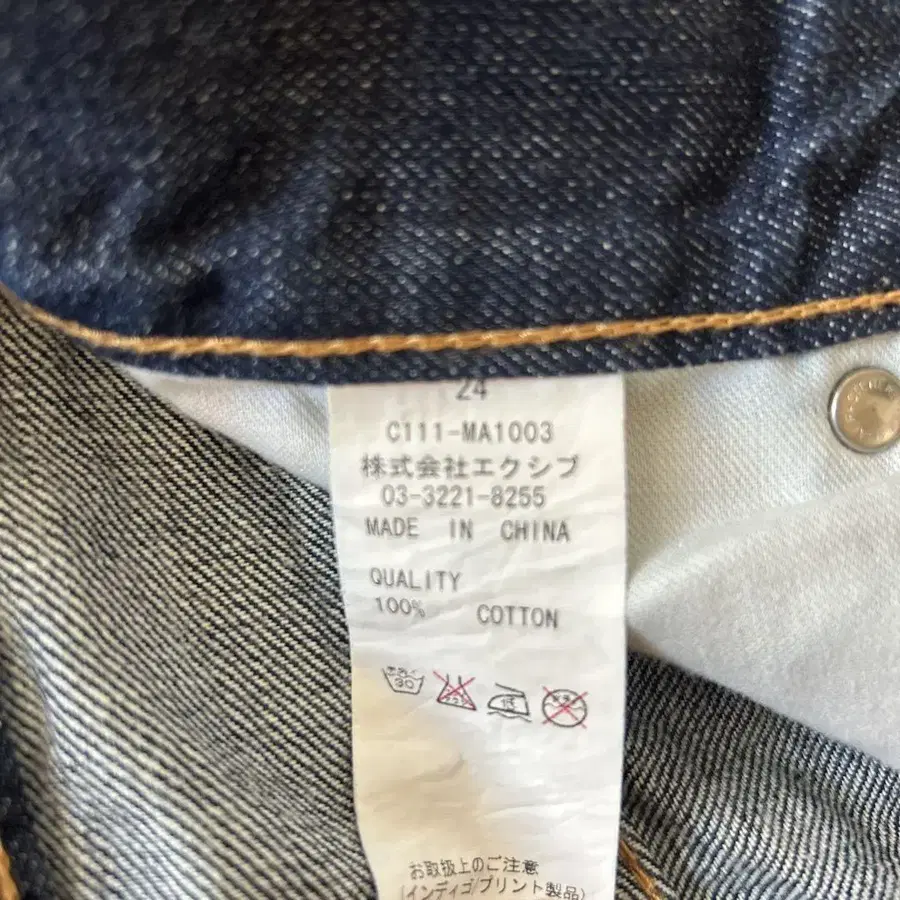 24
C111-MA1003
株式会社エクシブ
03-3221-8255
MADE IN CHINA
QUALITY
100% COTTON
30
お取扱上のご注意
(インディゴ/プリント製品)